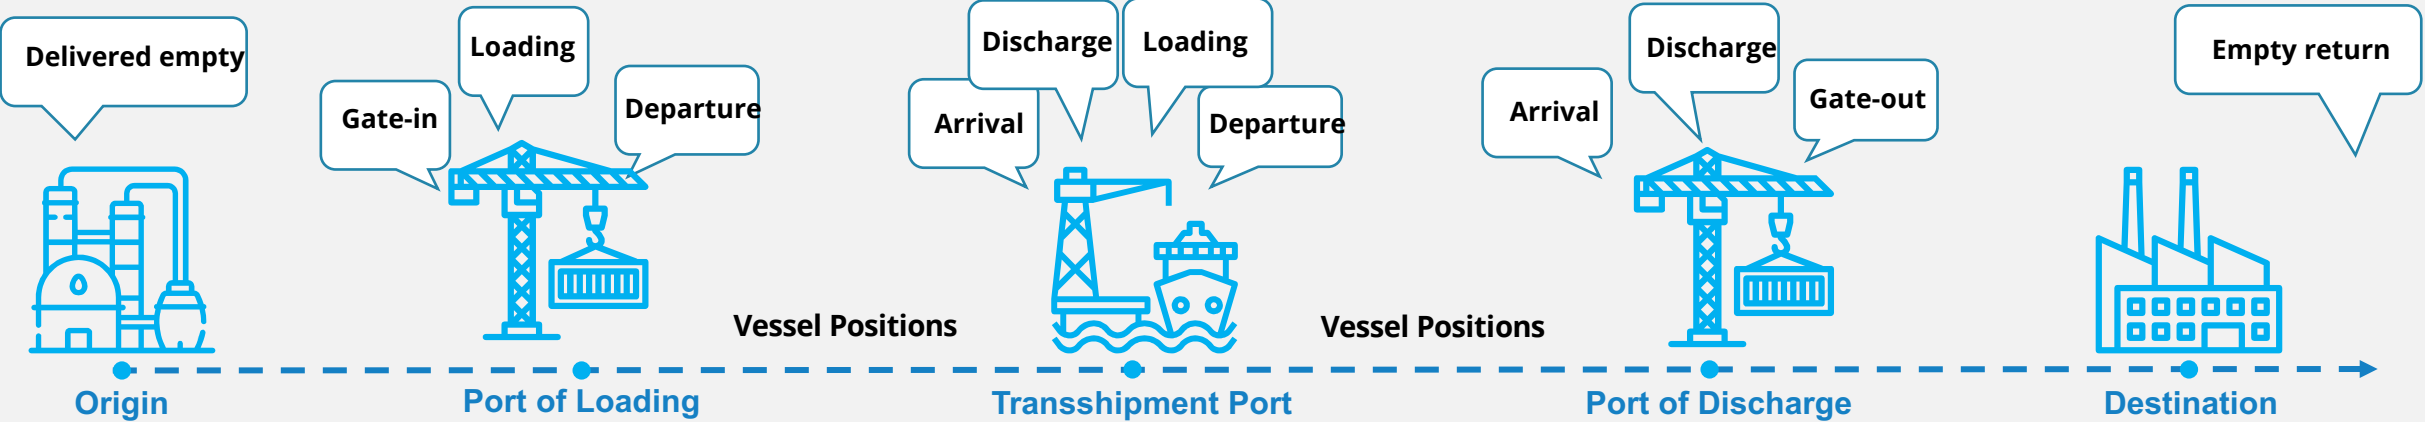 Delivered empty
Gate-in
Loading
Departure
Arrival
Discharge
Loading
Departure
Arrival
Discharge
Gate-out
Empty return
Vessel Positions
Vessel Positions
Origin
Port of Loading
Transshipment Port
Port of Discharge
Destination